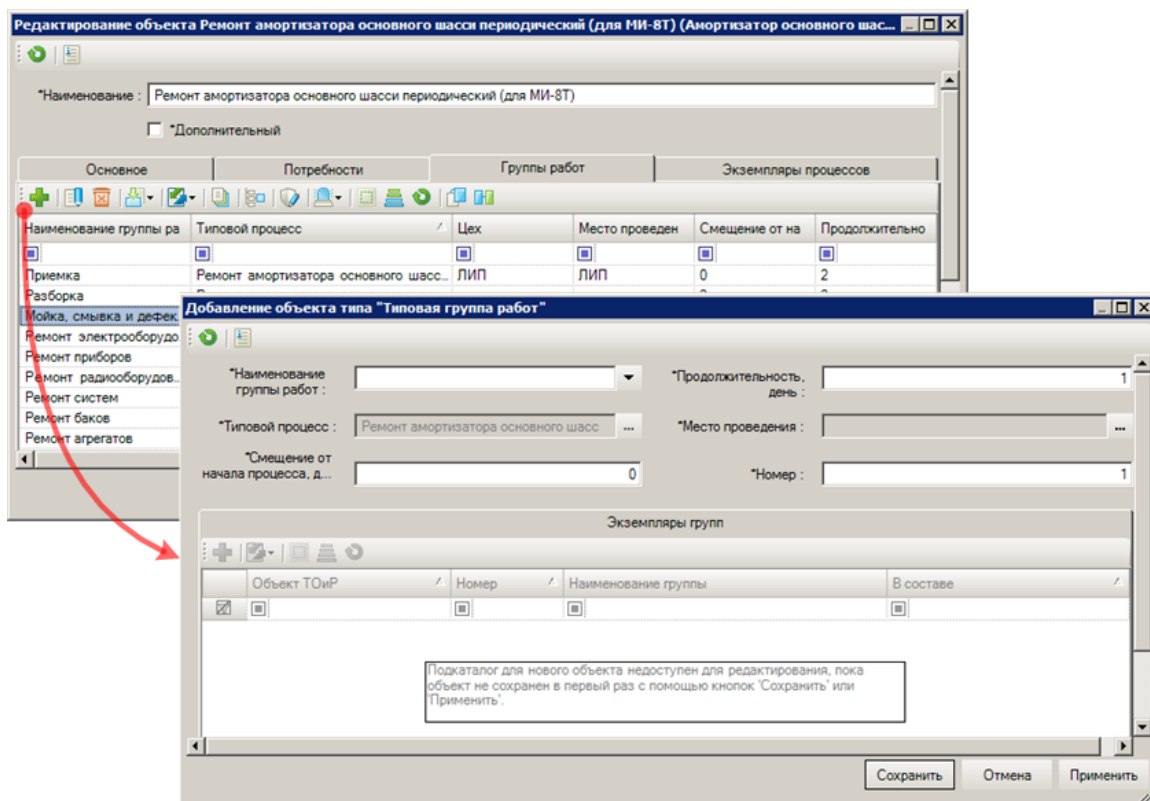 Редактирование объекта Ремонт амортизатора основного шасси периодический (для МИ-8Т) (Амортизатор основного шас...
*Наименование : Ремонт амортизатора основного шасси периодический (для МИ-8Т)
*Дополнительный
Основное Потребности Группы работ Экземпляры процессов
Наименование группы ра Типовой процесс Цех Место проведен Смещение от на Продолжительно
Приемка Ремонт амортизатора основного шасс... ЛИП ЛИП 0 2
Разборка
Мойка, смывка и дефек
Ремонт электрооборудо
Ремонт приборов
Ремонт радиооборудов..
Ремонт систем
Ремонт баков
Ремонт агрегатов
Добавление объекта типа "Типовая группа работ"
*Наименование группы работ :
*Продолжительность, день : 1
*Типовой процесс : Ремонт амортизатора основного шасс ...
*Место проведения : ...
*Смещение от начала процесса, д... 0
*Номер : 1
Экземпляры групп
Объект ТОиР Номер Наименование группы В составе
Подкаталог для нового объекта недоступен для редактирования, пока
объект не сохранен в первый раз с помощью кнопок 'Сохранить' или
'Применить'.
Сохранить Отмена Применить